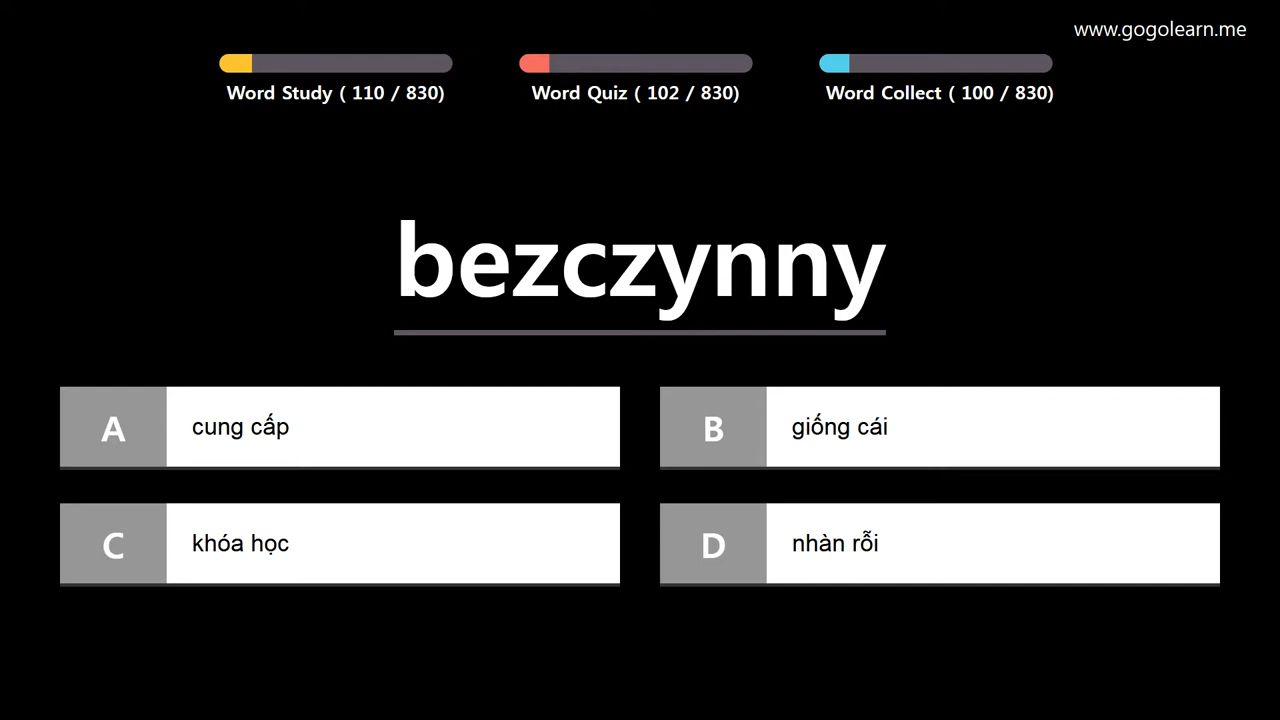 www.gogolearn.me
Word Study ( 110 / 830)
Word Quiz ( 102 / 830)
Word Collect ( 100 / 830)
bezczynny
A cung cấp
B giống cái
C khóa học
D nhàn rỗi